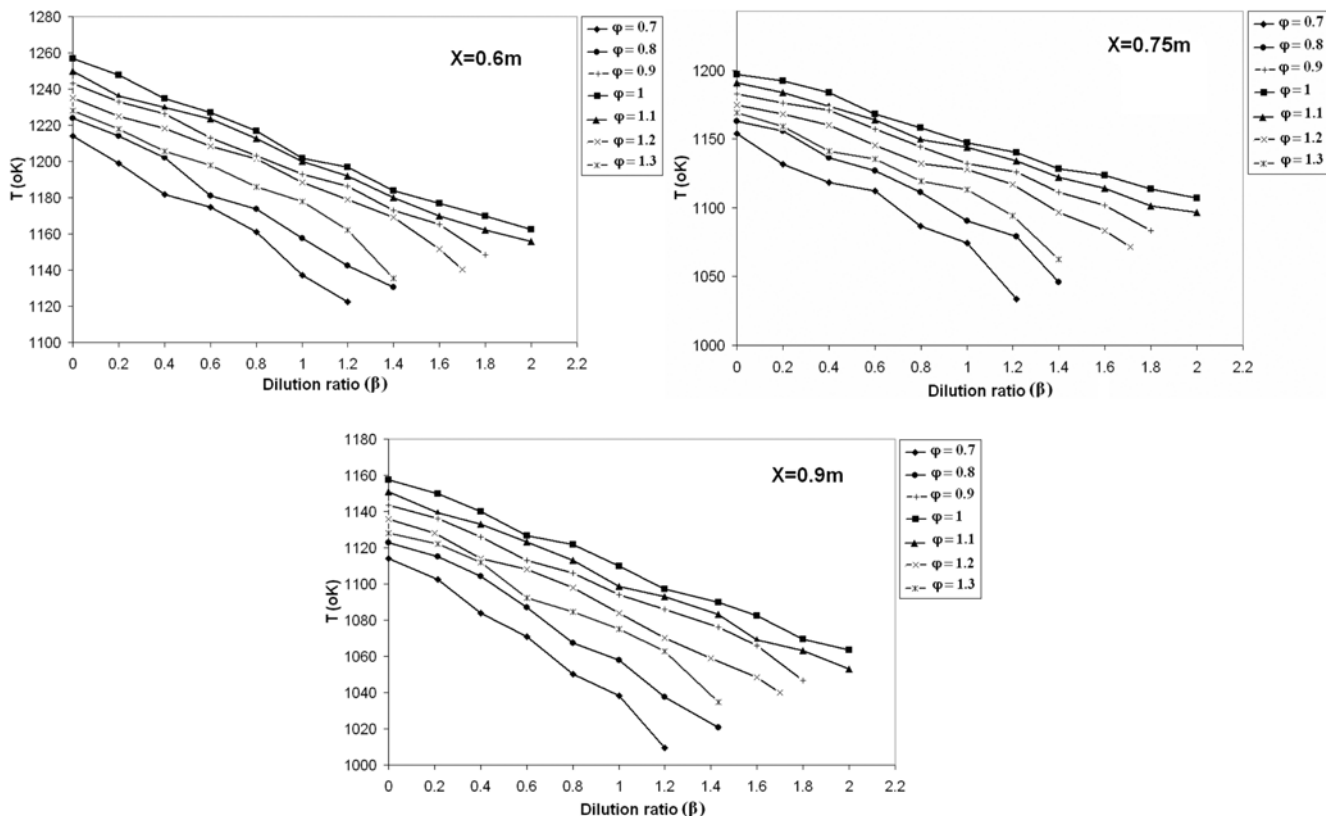 X=0.6m
T (oK)
1280
1260
1240
1220
1200
1180
1160
1140
1120
1100
0 0.2 0.4 0.6 0.8 1 1.2 1.4 1.6 1.8 2 2.2
Dilution ratio (β)
φ = 0.7
φ = 0.8
φ = 0.9
φ = 1
φ = 1.1
φ = 1.2
φ = 1.3
X=0.75m
T (oK)
1200
1150
1100
1050
1000
0 0.2 0.4 0.6 0.8 1 1.2 1.4 1.6 1.8 2 2.2
Dilution ratio (β)
φ = 0.7
φ = 0.8
φ = 0.9
φ = 1
φ = 1.1
φ = 1.2
φ = 1.3
X=0.9m
T (oK)
1180
1160
1140
1120
1100
1080
1060
1040
1020
1000
0 0.2 0.4 0.6 0.8 1 1.2 1.4 1.6 1.8 2 2.2
Dilution ratio (β)
φ = 0.7
φ = 0.8
φ = 0.9
φ = 1
φ = 1.1
φ = 1.2
φ = 1.3